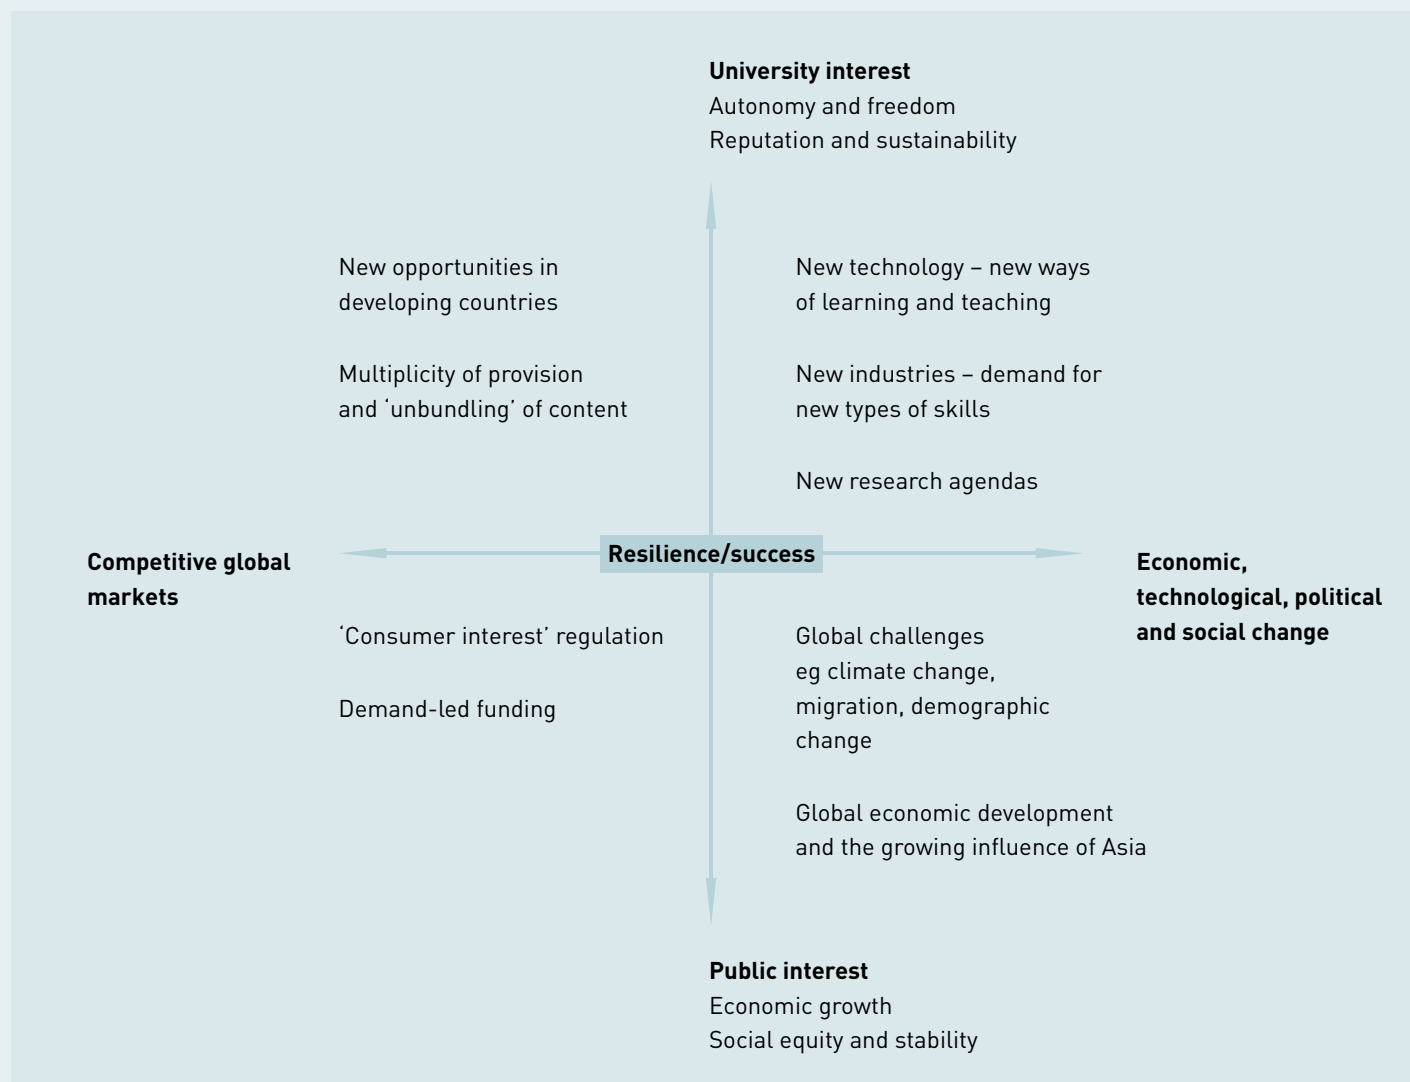 University interest
Autonomy and freedom
Reputation and sustainability
New opportunities in
developing countries
Multiplicity of provision
and ‘unbundling’ of content
New technology – new ways
of learning and teaching
New industries – demand for
new types of skills
New research agendas
Competitive global
markets
Resilience/success
Economic,
technological, political
and social change
‘Consumer interest’ regulation
Demand-led funding
Global challenges
eg climate change,
migration, demographic
change
Global economic development
and the growing influence of Asia
Public interest
Economic growth
Social equity and stability